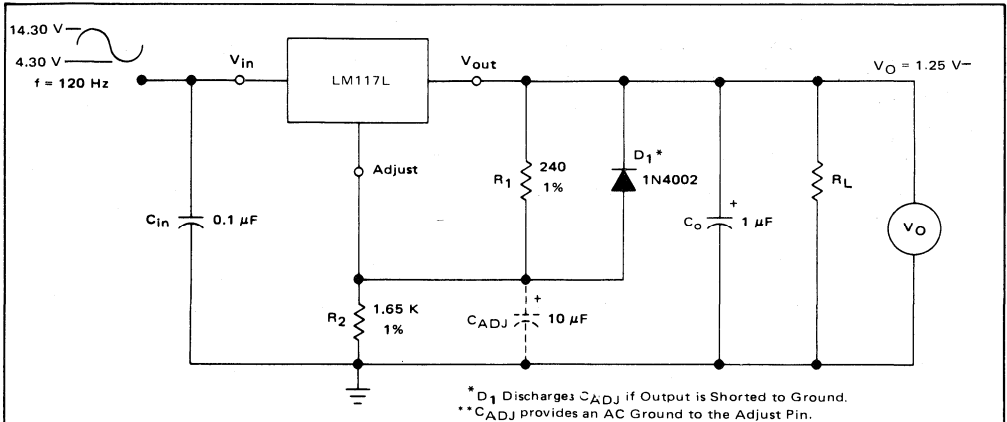 14.30 V
4.30 V
f = 120 Hz
Vin
LM117L
Vout
VO = 1.25 V
Adjust
R1
240
1%
D1*
1N4002
RL
Cin
0.1 µF
Co
+
1 µF
VO
R2
1.65 K
1%
CADJ
+
10 µF
*D1 Discharges CADJ if Output is Shorted to Ground.
**CADJ provides an AC Ground to the Adjust Pin.